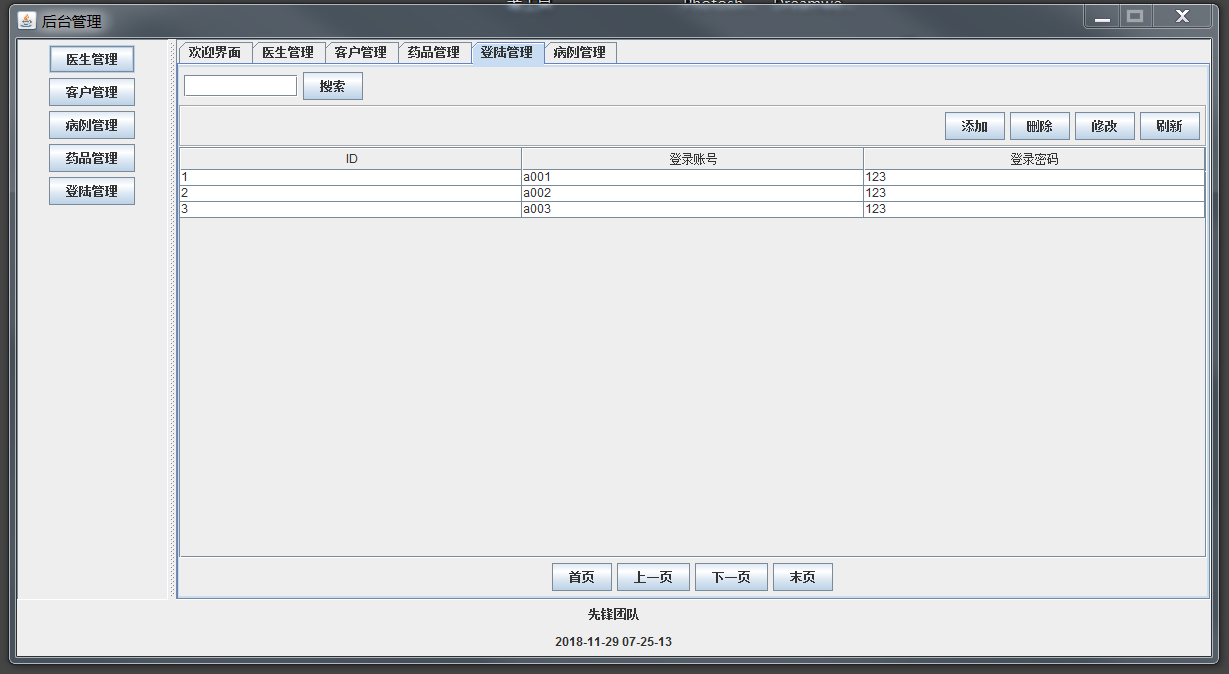 后台管理
医生管理
客户管理
病例管理
药品管理
登陆管理
欢迎界面 医生管理 客户管理 药品管理 登陆管理 病例管理
搜索
添加 删除 修改 刷新
ID 登录账号 登录密码
1 a001 123
2 a002 123
3 a003 123
首页 上一页 下一页 末页
先锋团队
2018-11-29 07-25-13